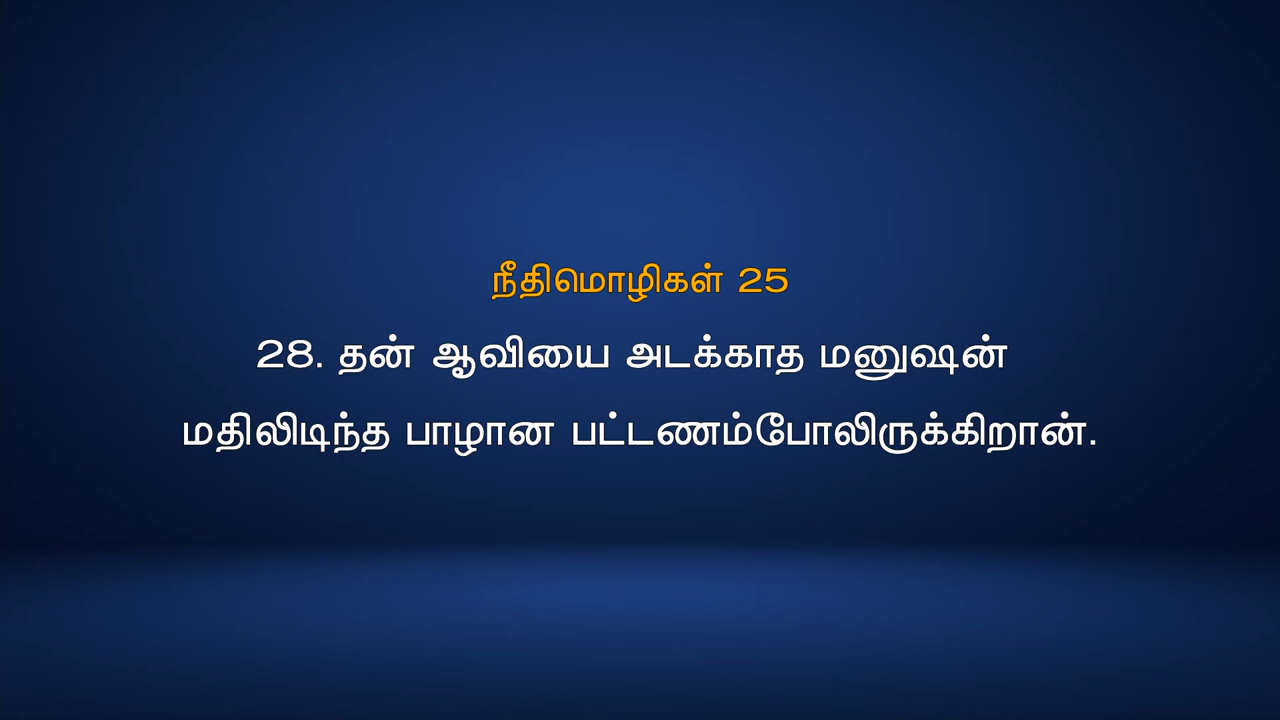 நீதிமொழிகள் 25
28. தன் ஆவியை அடக்காத மனுஷன்
மதிலிடிந்த பாழான பட்டணம்போலிருக்கிறான்.